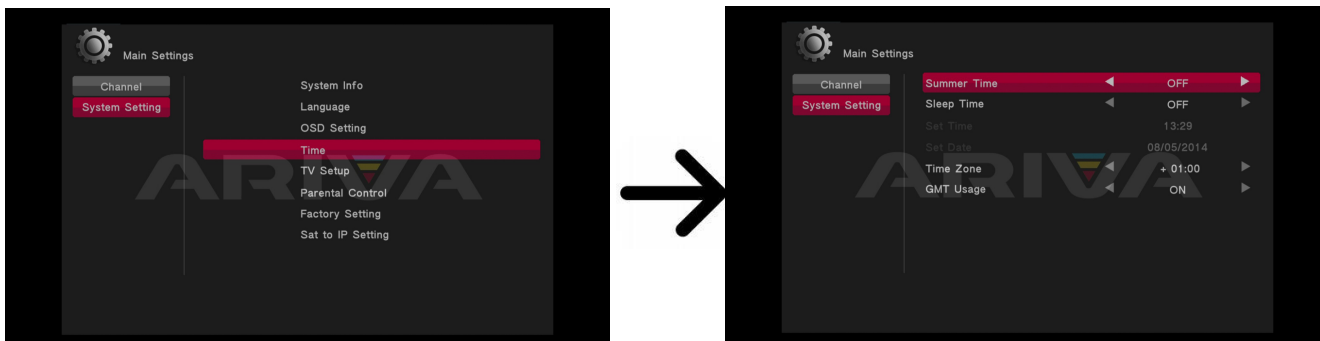 Main Settings
Channel
System Setting
System Info
Language
OSD Setting
Time
TV Setup
Parental Control
Factory Setting
Sat to IP Setting
ARIVA
Main Settings
Channel
System Setting
Summer Time OFF
Sleep Time OFF
Set Time 13:29
Set Date 08/05/2014
Time Zone + 01:00
GMT Usage ON
ARIVA